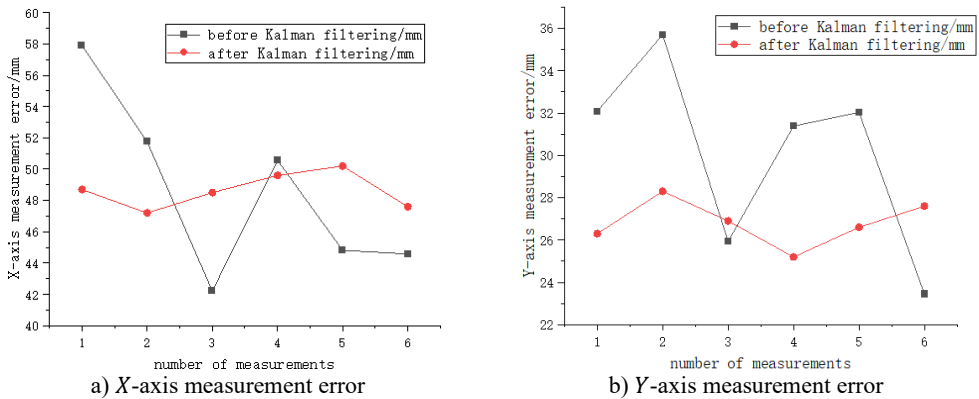 X-axis measurement error/mm
60
58
56
54
52
50
48
46
44
42
40
before Kalman filtering/mm
after Kalman filtering/mm
1 2 3 4 5 6
number of measurements
a) X-axis measurement error
Y-axis measurement error/mm
36
34
32
30
28
26
24
22
before Kalman filtering/mm
after Kalman filtering/mm
1 2 3 4 5 6
number of measurements
b) Y-axis measurement error